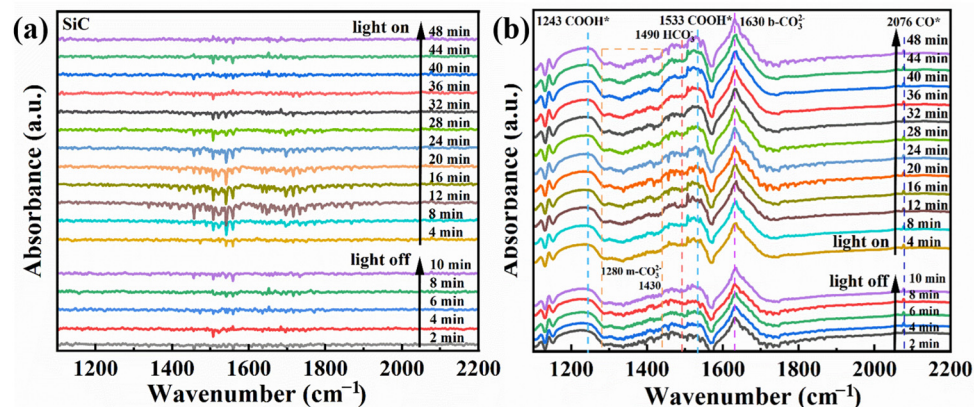 (a)
SiC
light on
48 min
44 min
40 min
36 min
32 min
28 min
24 min
20 min
16 min
12 min
8 min
4 min
light off
10 min
8 min
6 min
4 min
2 min
Absorbance (a.u.)
1200 1400 1600 1800 2000 2200
Wavenumber (cm⁻¹)
(b)
1243 COOH*
1533 COOH*
1630 b-CO₃²⁻
2076 CO*
1490 HCO₃⁻
48 min
44 min
40 min
36 min
32 min
28 min
24 min
20 min
16 min
12 min
8 min
4 min
light on
1280 m-CO₃²⁻
1430
light off
10 min
8 min
6 min
4 min
2 min
Absorbance (a.u.)
1200 1400 1600 1800 2000 2200
Wavenumber (cm⁻¹)